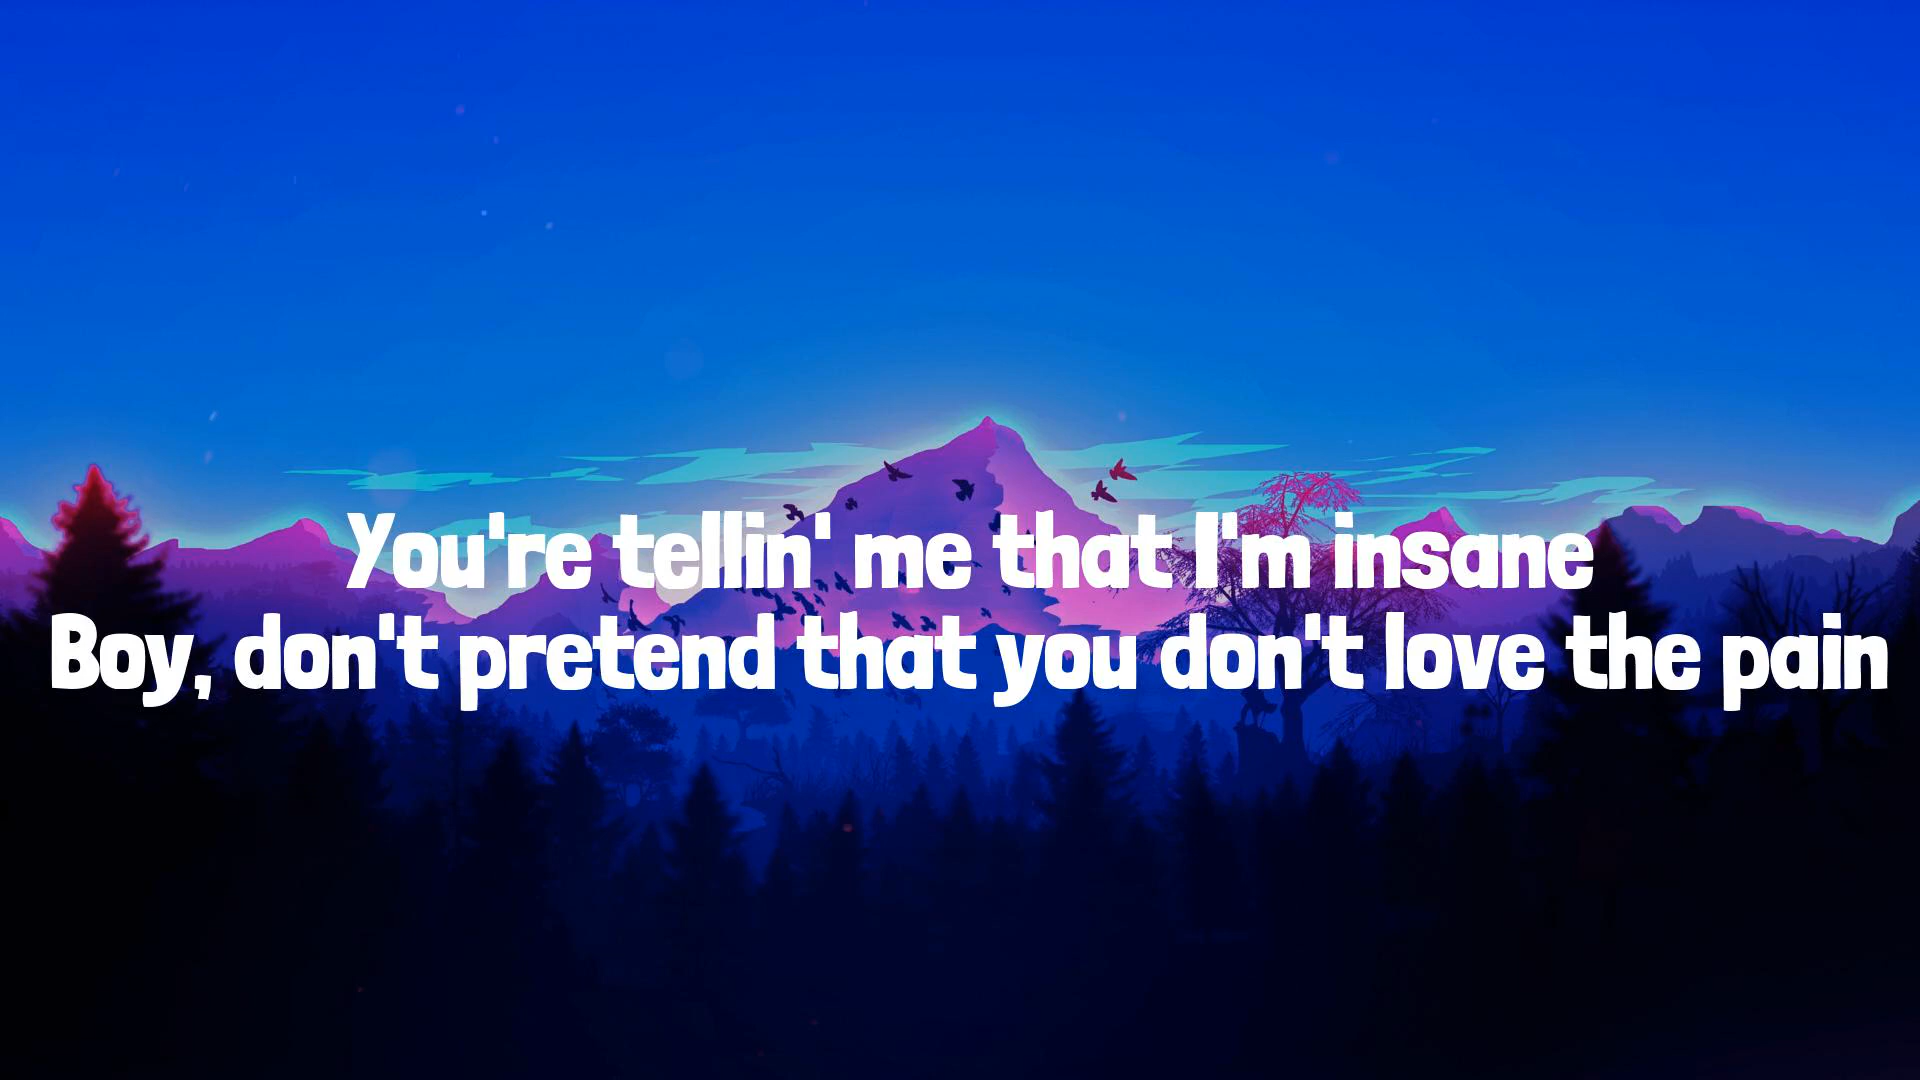 You're tellin' me that I'm insane
Boy, don't pretend that you don't love the pain